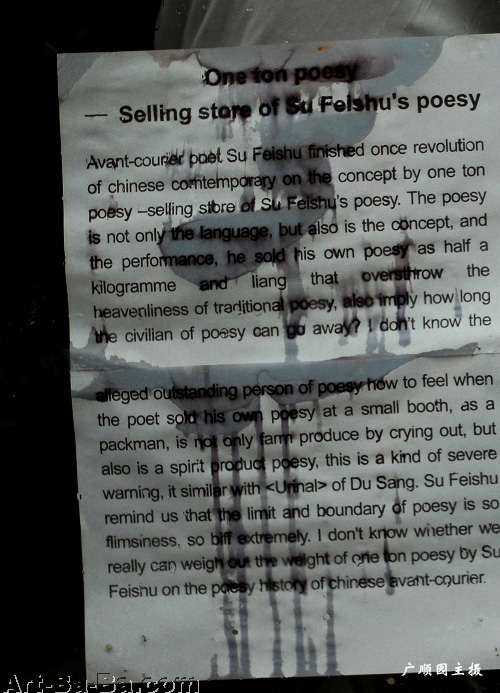 One ton poesy
— Selling store of Su Feishu's poesy
Avant-courier poet Su Feishu finished once revolution
of chinese comtemporary on the concept by one ton
poesy –selling store of Su Feishu's poesy. The poesy
is not only the language, but also is the concept, and
the performance, he sold his own poesy as half a
kilogramme and liang that oversthrow the
heavenliness of traditional poesy, also imply how long
the civilian of poesy can go away? I don't know the
alleged outstanding person of poesy how to feel when
the poet sold his own poesy at a small booth, as a
packman, is not only farm produce by crying out, but
also is a spirit product poesy, this is a kind of severe
warning, it similar with <Urinal> of Du Sang. Su Feishu
remind us that the limit and boundary of poesy is so
flimsiness, so biff extremely. I don't know whether we
really can weigh out the weight of one ton poesy by Su
Feishu on the poesy history of chinese avant-courier.
广顺园主摄
Art-Ba-Ba.com